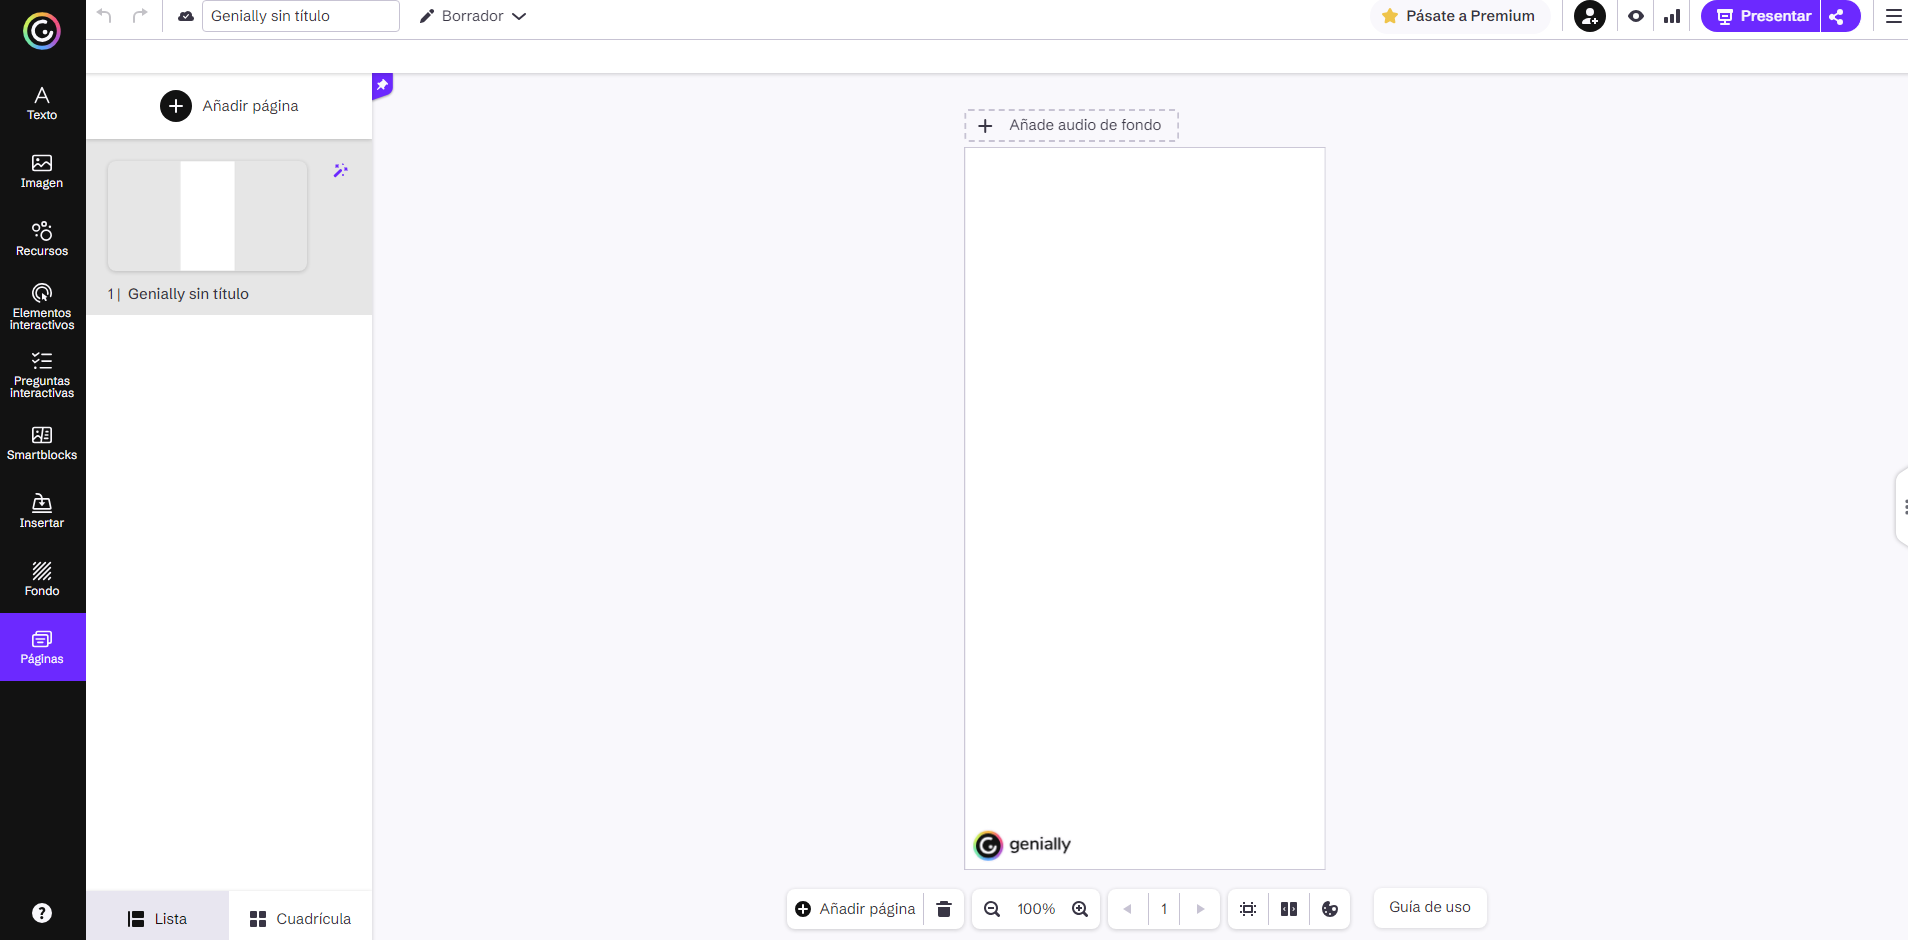 Genially sin título
Borrador
Pásate a Premium
Presentar
Texto
Imagen
Recursos
Elementos
interactivos
Preguntas
interactivas
Smartblocks
Insertar
Fondo
Páginas
Añadir página
1 | Genially sin título
Lista
Cuadrícula
Añade audio de fondo
genially
Añadir página
100%
1
Guía de uso